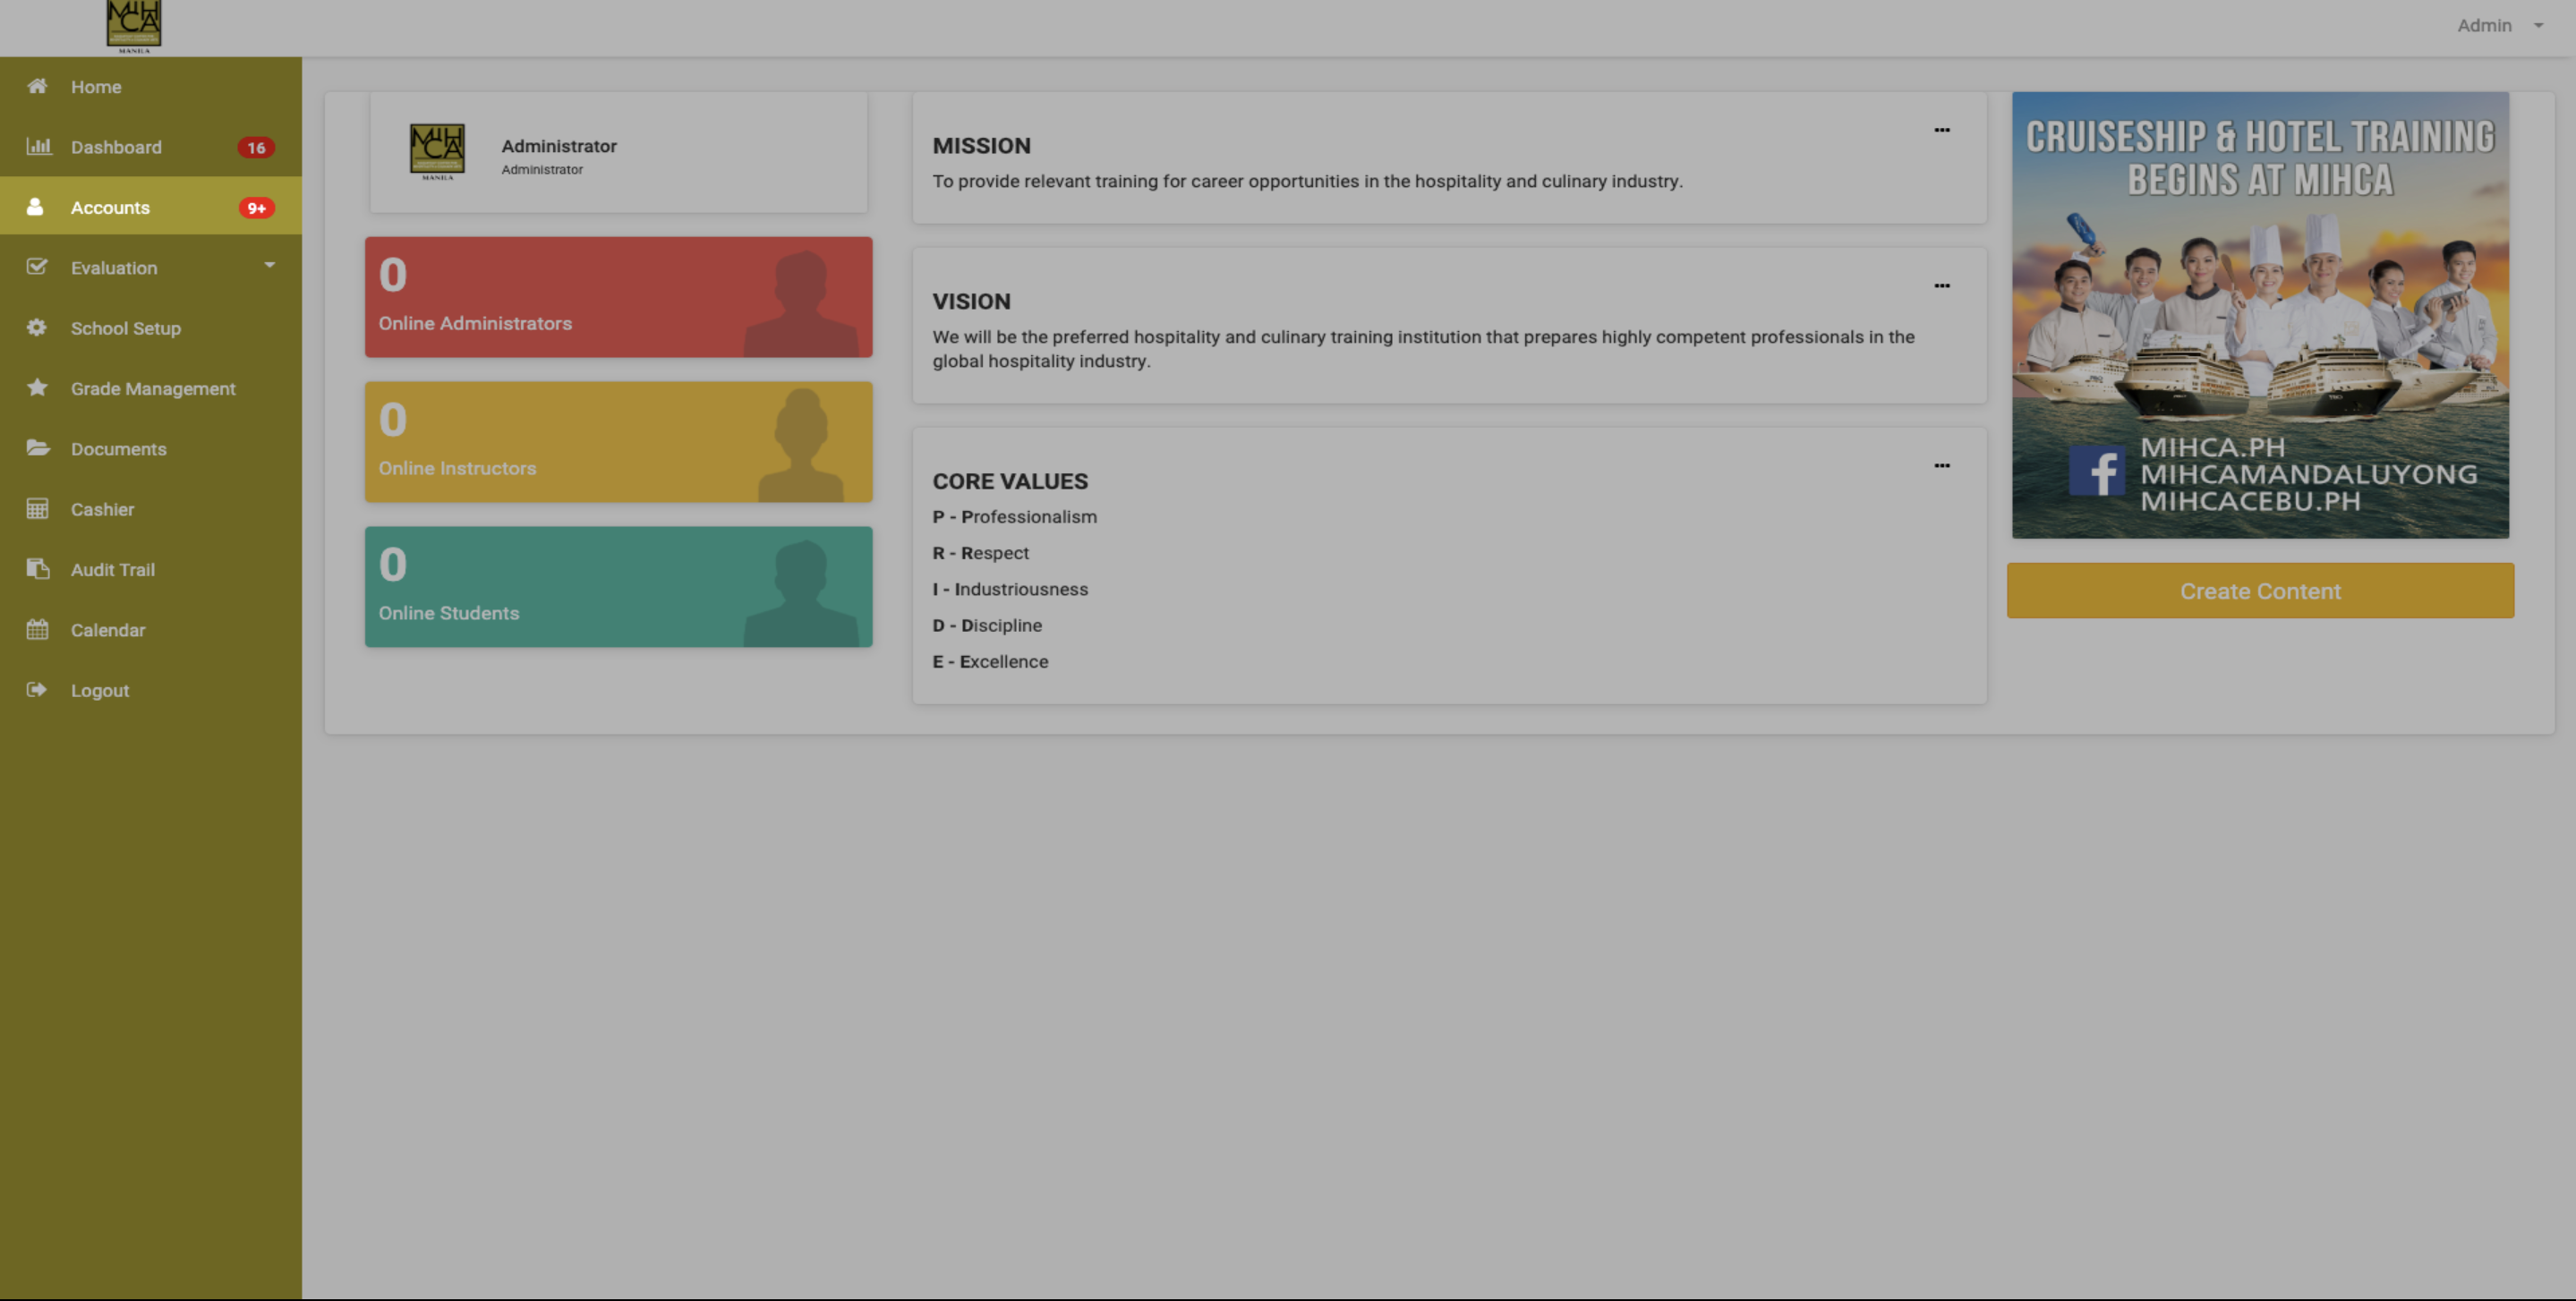 MIHCA
MANILA
Admin
Home
Dashboard 16
Accounts 9+
Evaluation
School Setup
Grade Management
Documents
Cashier
Audit Trail
Calendar
Logout
MIHCA
MANILA
Administrator
Administrator
0
Online Administrators
0
Online Instructors
0
Online Students
MISSION
To provide relevant training for career opportunities in the hospitality and culinary industry.
VISION
We will be the preferred hospitality and culinary training institution that prepares highly competent professionals in the
global hospitality industry.
CORE VALUES
P - Professionalism
R - Respect
I - Industriousness
D - Discipline
E - Excellence
CRUISESHIP & HOTEL TRAINING
BEGINS AT MIHCA
f
MIHCA.PH
MIHCAMANDALUYONG
MIHCACEBU.PH
Create Content